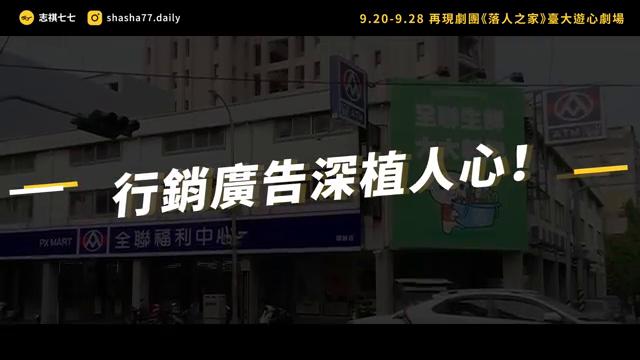 志祺七七
shasha77.daily
9.20-9.28 再現劇團《落人之家》臺大遊心劇場
全聯生鮮
ATM
行銷廣告深植人心！
PX MART
全聯福利中心